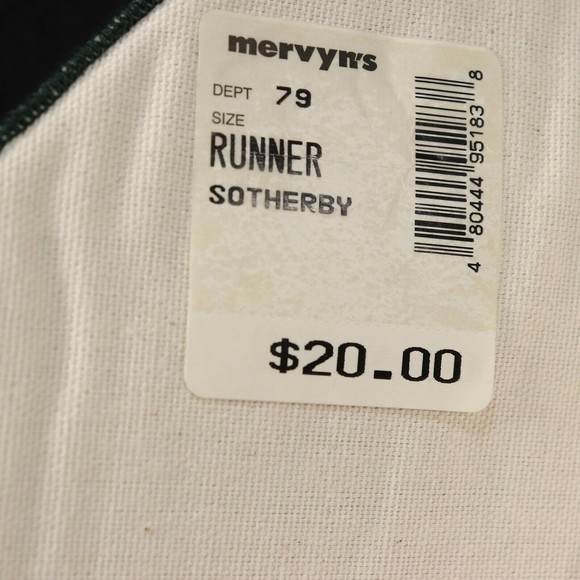 mervyn's
DEPT 79
SIZE
RUNNER
SOTHERBY
4 80444 95183 8
$20.00